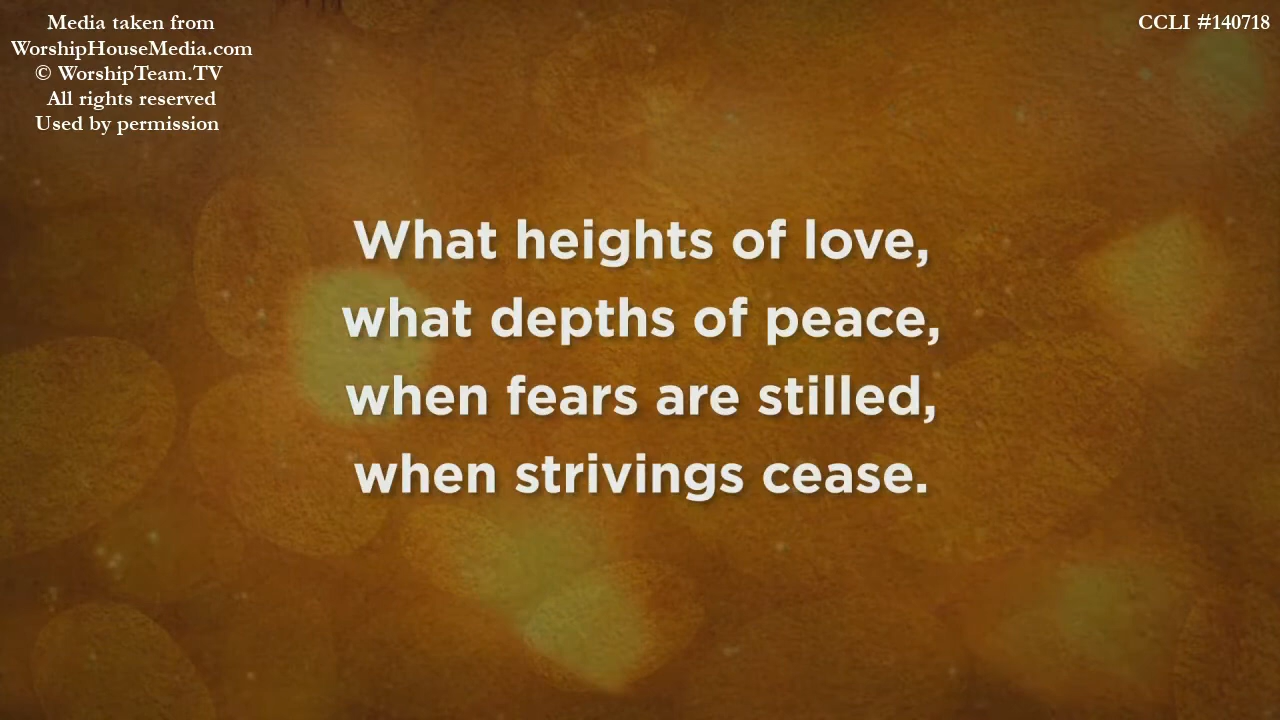 Media taken from
WorshipHouseMedia.com
© WorshipTeam.TV
All rights reserved
Used by permission
CCLI #140718
What heights of love,
what depths of peace,
when fears are stilled,
when strivings cease.